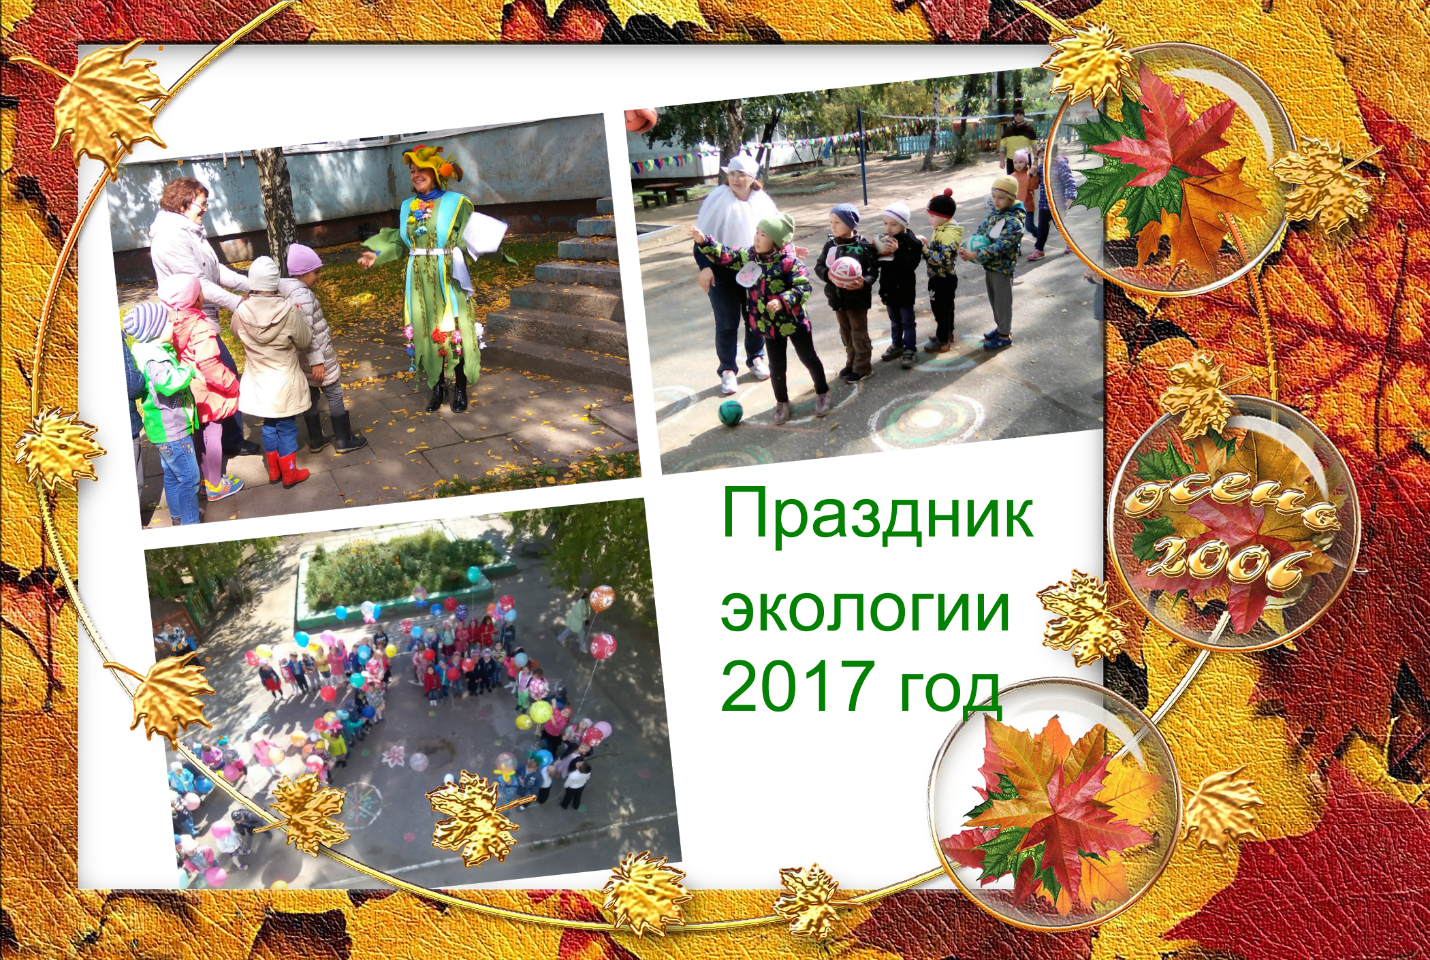 Праздник
экологии
2017 год
осень
2006